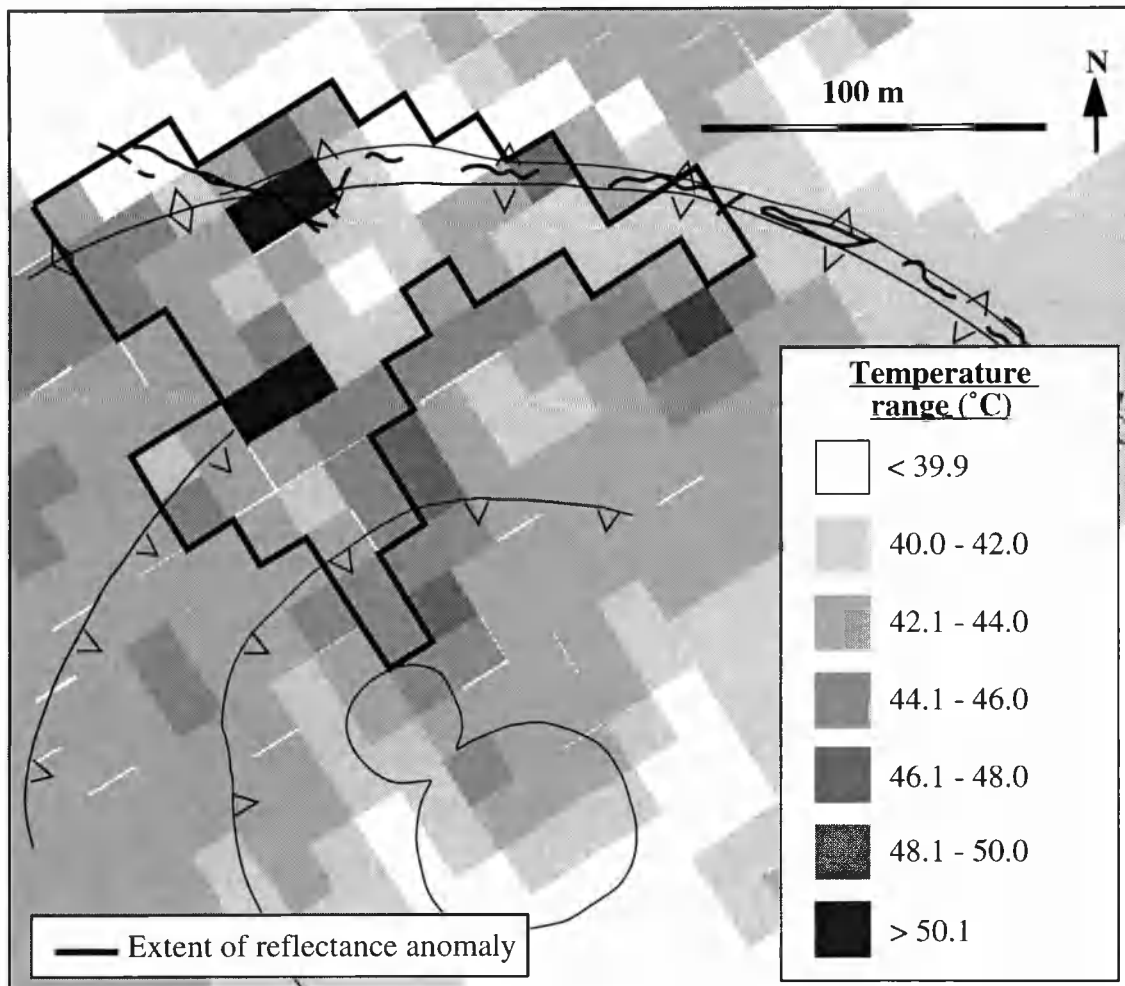 N
100 m
Temperature
range (˚C)
< 39.9
40.0 - 42.0
42.1 - 44.0
44.1 - 46.0
46.1 - 48.0
48.1 - 50.0
> 50.1
Extent of reflectance anomaly